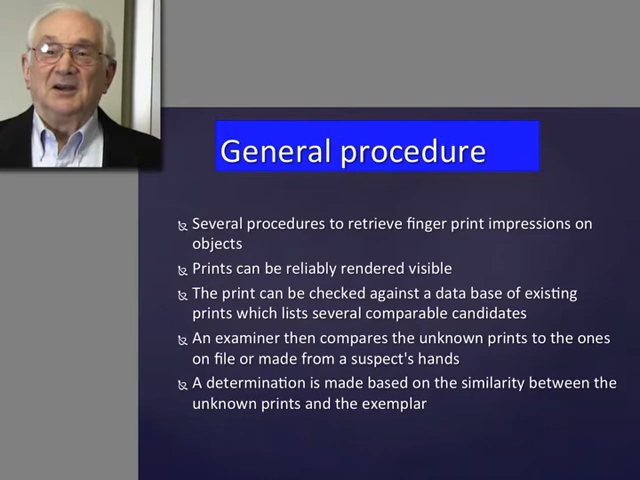 General procedure
Several procedures to retrieve finger print impressions on
objects
Prints can be reliably rendered visible
The print can be checked against a data base of existing
prints which lists several comparable candidates
An examiner then compares the unknown prints to the ones
on file or made from a suspect's hands
A determination is made based on the similarity between the
unknown prints and the exemplar